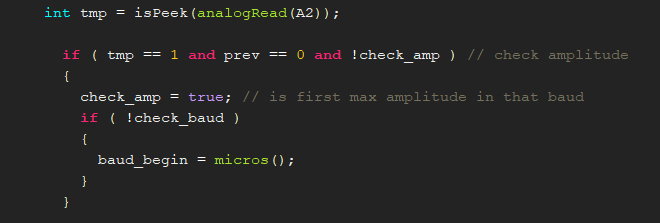 int tmp = isPeek(analogRead(A2));
if ( tmp == 1 and prev == 0 and !check_amp ) // check amplitude
{
check_amp = true; // is first max amplitude in that baud
if ( !check_baud )
{
baud_begin = micros();
}
}